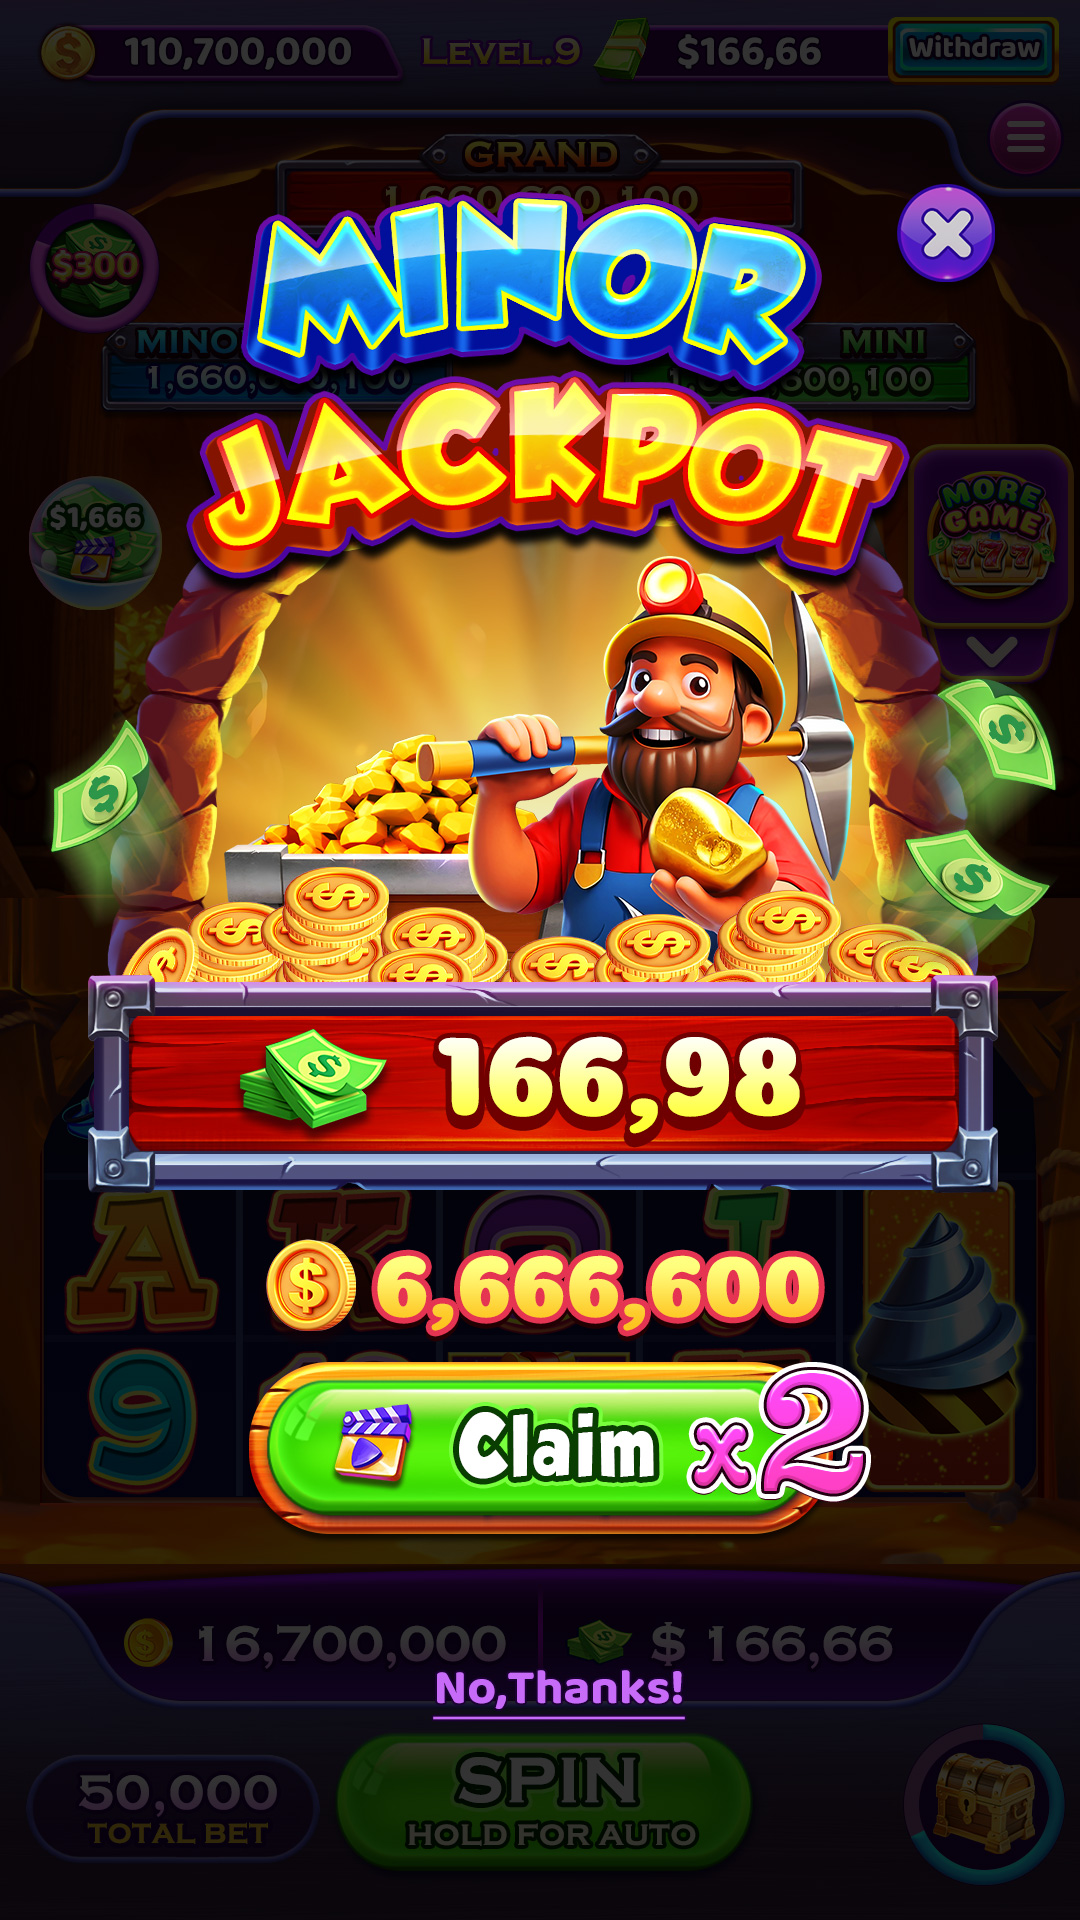 110,700,000 LEVEL.9 $166,66 Withdraw
GRAND
$300
MINOR
JACKPOT
MINI
$1,666
MORE
GAME
777
166,98
A K Q J
6,666,600
9
Claim x2
16,700,000 $ 166,66
No,Thanks!
50,000
TOTAL BET
SPIN
HOLD FOR AUTO